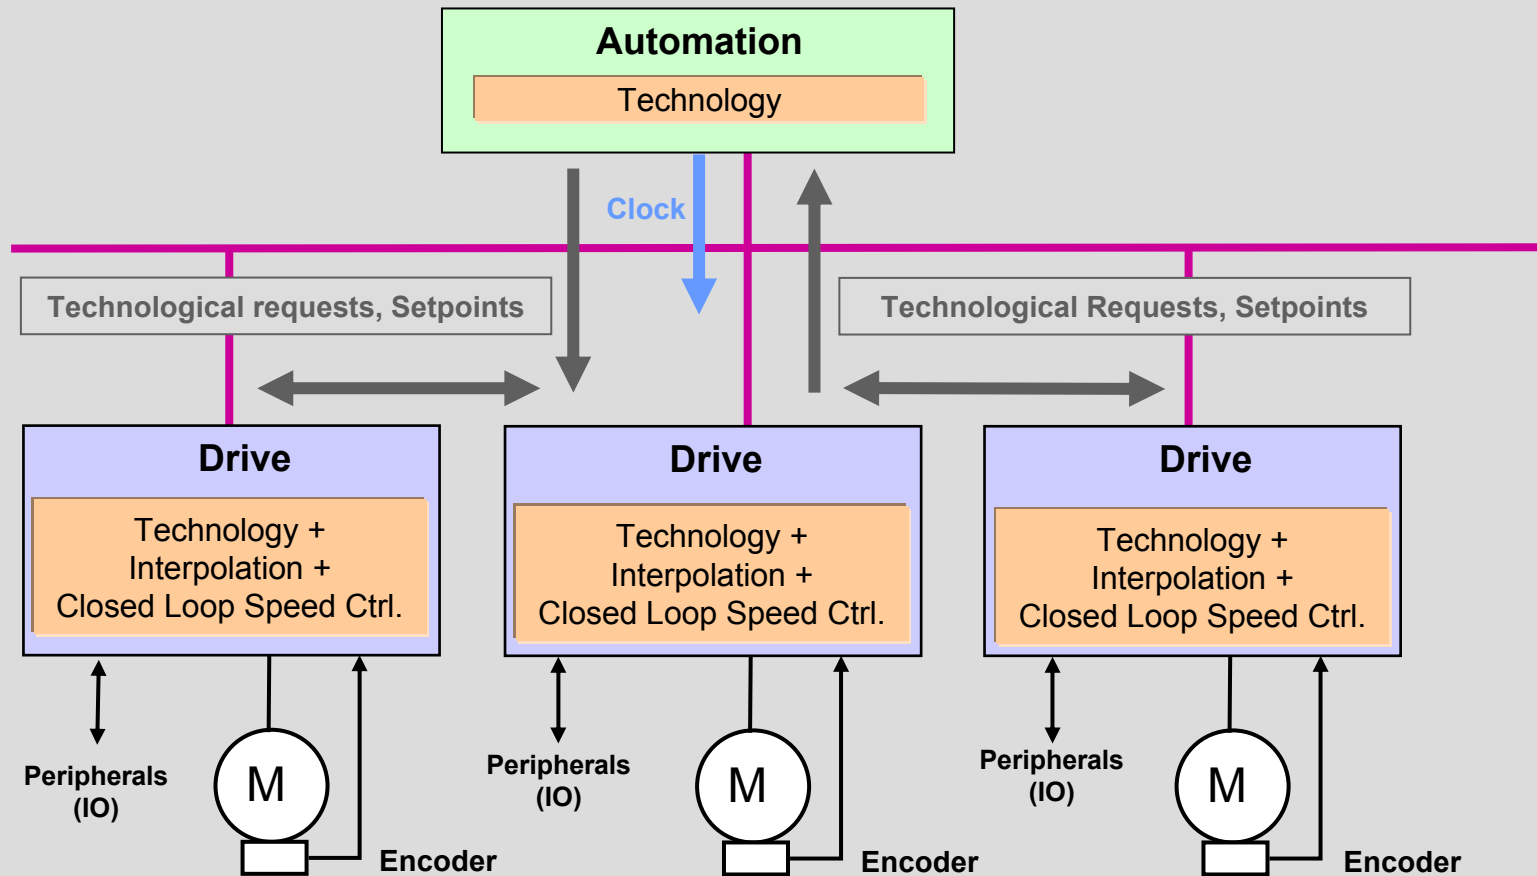 Automation
Technology
Clock
Technological requests, Setpoints
Technological Requests, Setpoints
Drive
Technology +
Interpolation +
Closed Loop Speed Ctrl.
Drive
Technology +
Interpolation +
Closed Loop Speed Ctrl.
Drive
Technology +
Interpolation +
Closed Loop Speed Ctrl.
Peripherals
(IO)
M
Encoder
Peripherals
(IO)
M
Encoder
Peripherals
(IO)
M
Encoder